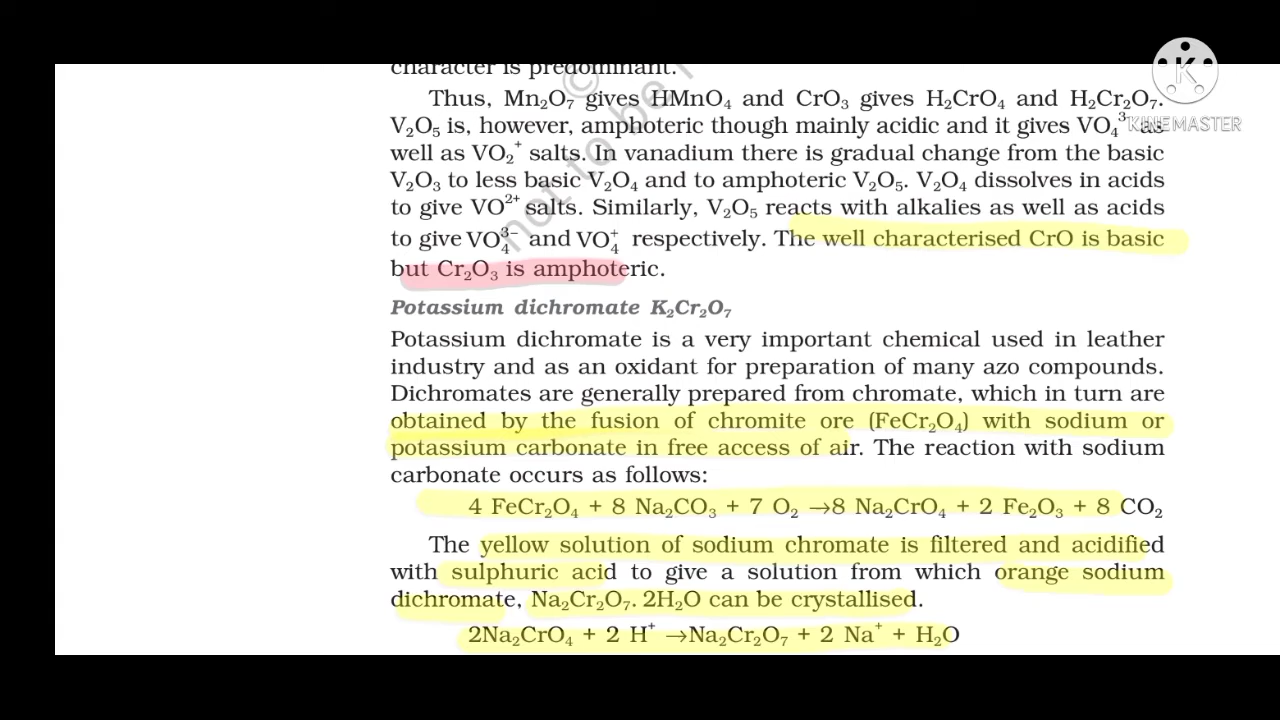 character is predominant.
Thus, Mn₂O₇ gives HMnO₄ and CrO₃ gives H₂CrO₄ and H₂Cr₂O₇.
V₂O₅ is, however, amphoteric though mainly acidic and it gives VO₄³⁻ as
well as VO₂⁺ salts. In vanadium there is gradual change from the basic
V₂O₃ to less basic V₂O₄ and to amphoteric V₂O₅. V₂O₄ dissolves in acids
to give VO²⁺ salts. Similarly, V₂O₅ reacts with alkalies as well as acids
to give VO₄³⁻ and VO₄⁺ respectively. The well characterised CrO is basic
but Cr₂O₃ is amphoteric.
Potassium dichromate K₂Cr₂O₇
Potassium dichromate is a very important chemical used in leather
industry and as an oxidant for preparation of many azo compounds.
Dichromates are generally prepared from chromate, which in turn are
obtained by the fusion of chromite ore (FeCr₂O₄) with sodium or
potassium carbonate in free access of air. The reaction with sodium
carbonate occurs as follows:
4 FeCr₂O₄ + 8 Na₂CO₃ + 7 O₂ →8 Na₂CrO₄ + 2 Fe₂O₃ + 8 CO₂
The yellow solution of sodium chromate is filtered and acidified
with sulphuric acid to give a solution from which orange sodium
dichromate, Na₂Cr₂O₇. 2H₂O can be crystallised.
2Na₂CrO₄ + 2 H⁺ →Na₂Cr₂O₇ + 2 Na⁺ + H₂O
© not to be
K
KINEMASTER